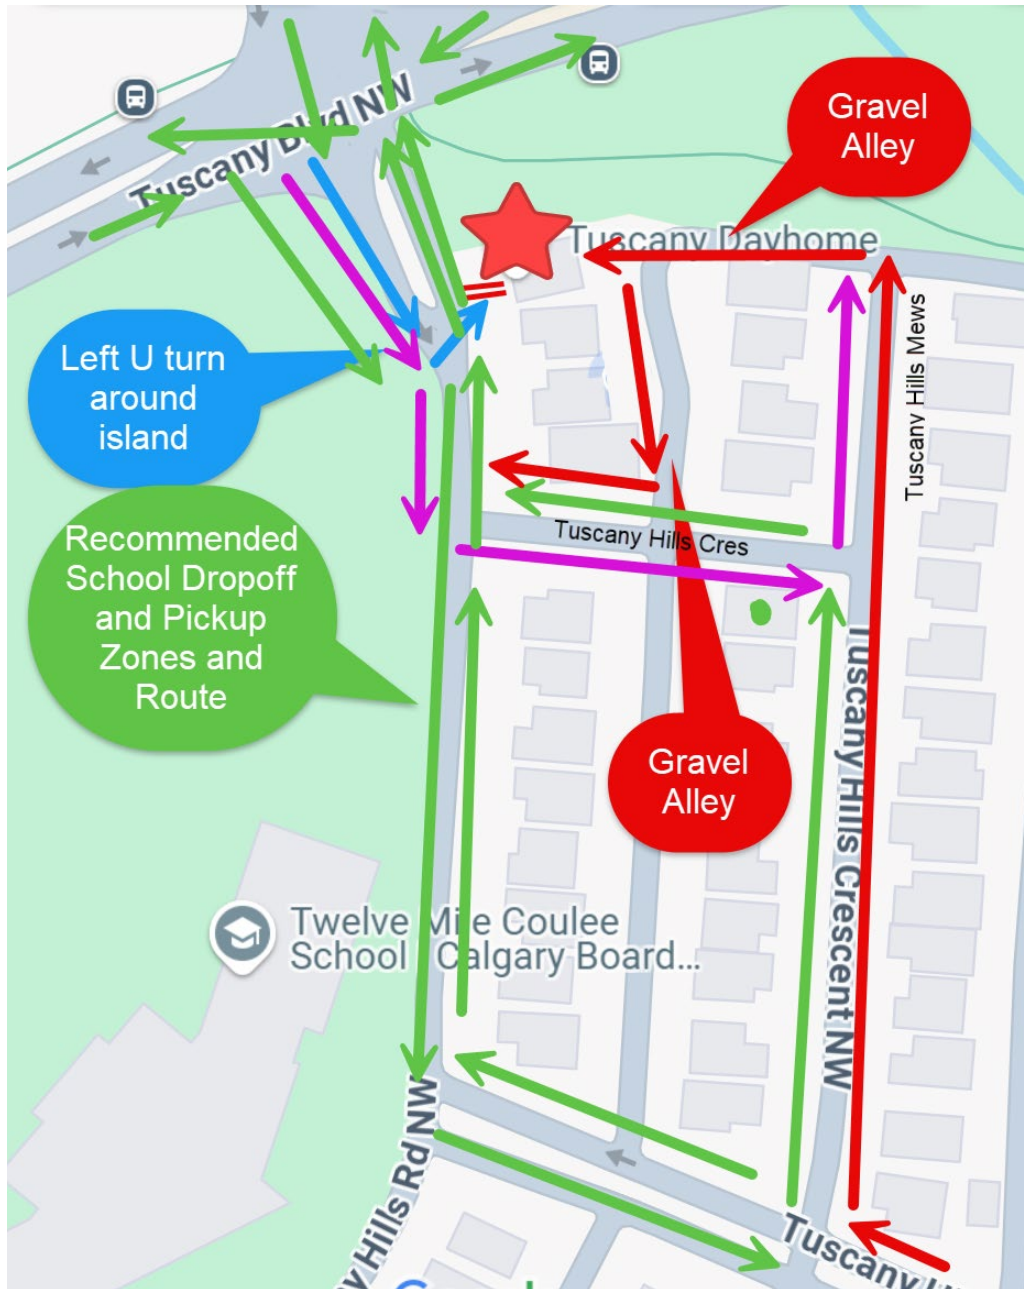 Tuscany Blvd NW
Gravel
Alley
Tuscany Dayhome
Left U turn
around
island
Tuscany Hills Mews
Recommended
School Dropoff
and Pickup
Zones and
Route
Tuscany Hills Cres
Gravel
Alley
Tuscany Hills Crescent NW
Twelve Mile Coulee
School Calgary Board...
Hills Rd NW
Tuscany